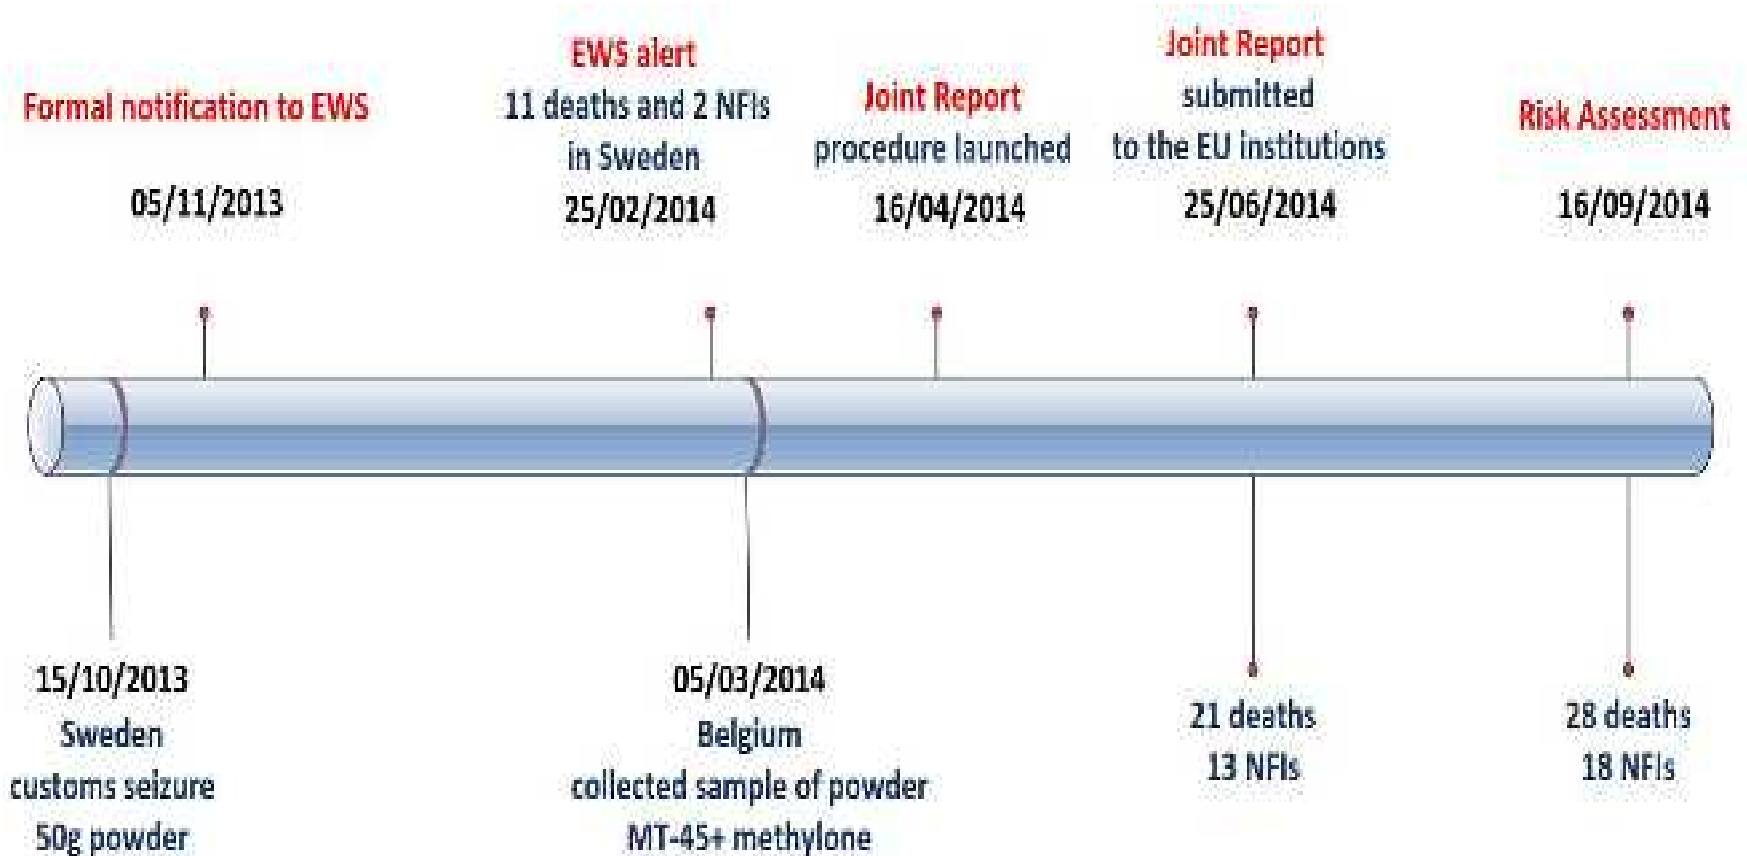 Formal notification to EWS
05/11/2013
EWS alert
11 deaths and 2 NFIs
in Sweden
25/02/2014
Joint Report
procedure launched
16/04/2014
Joint Report
submitted
to the EU institutions
25/06/2014
Risk Assessment
16/09/2014
15/10/2013
Sweden
customs seizure
50g powder
05/03/2014
Belgium
collected sample of powder
MT-45+ methylone
21 deaths
13 NFIs
28 deaths
18 NFIs